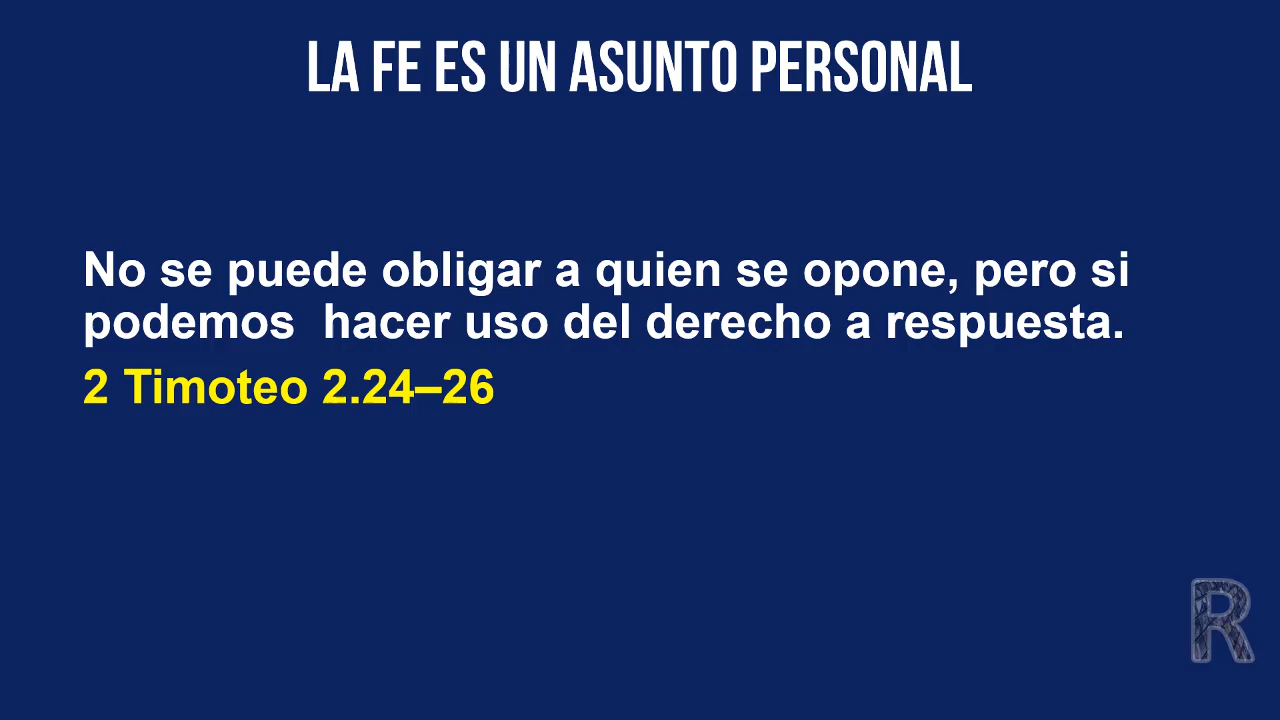 LA FE ES UN ASUNTO PERSONAL
No se puede obligar a quien se opone, pero si
podemos  hacer uso del derecho a respuesta.
2 Timoteo 2.24–26
R